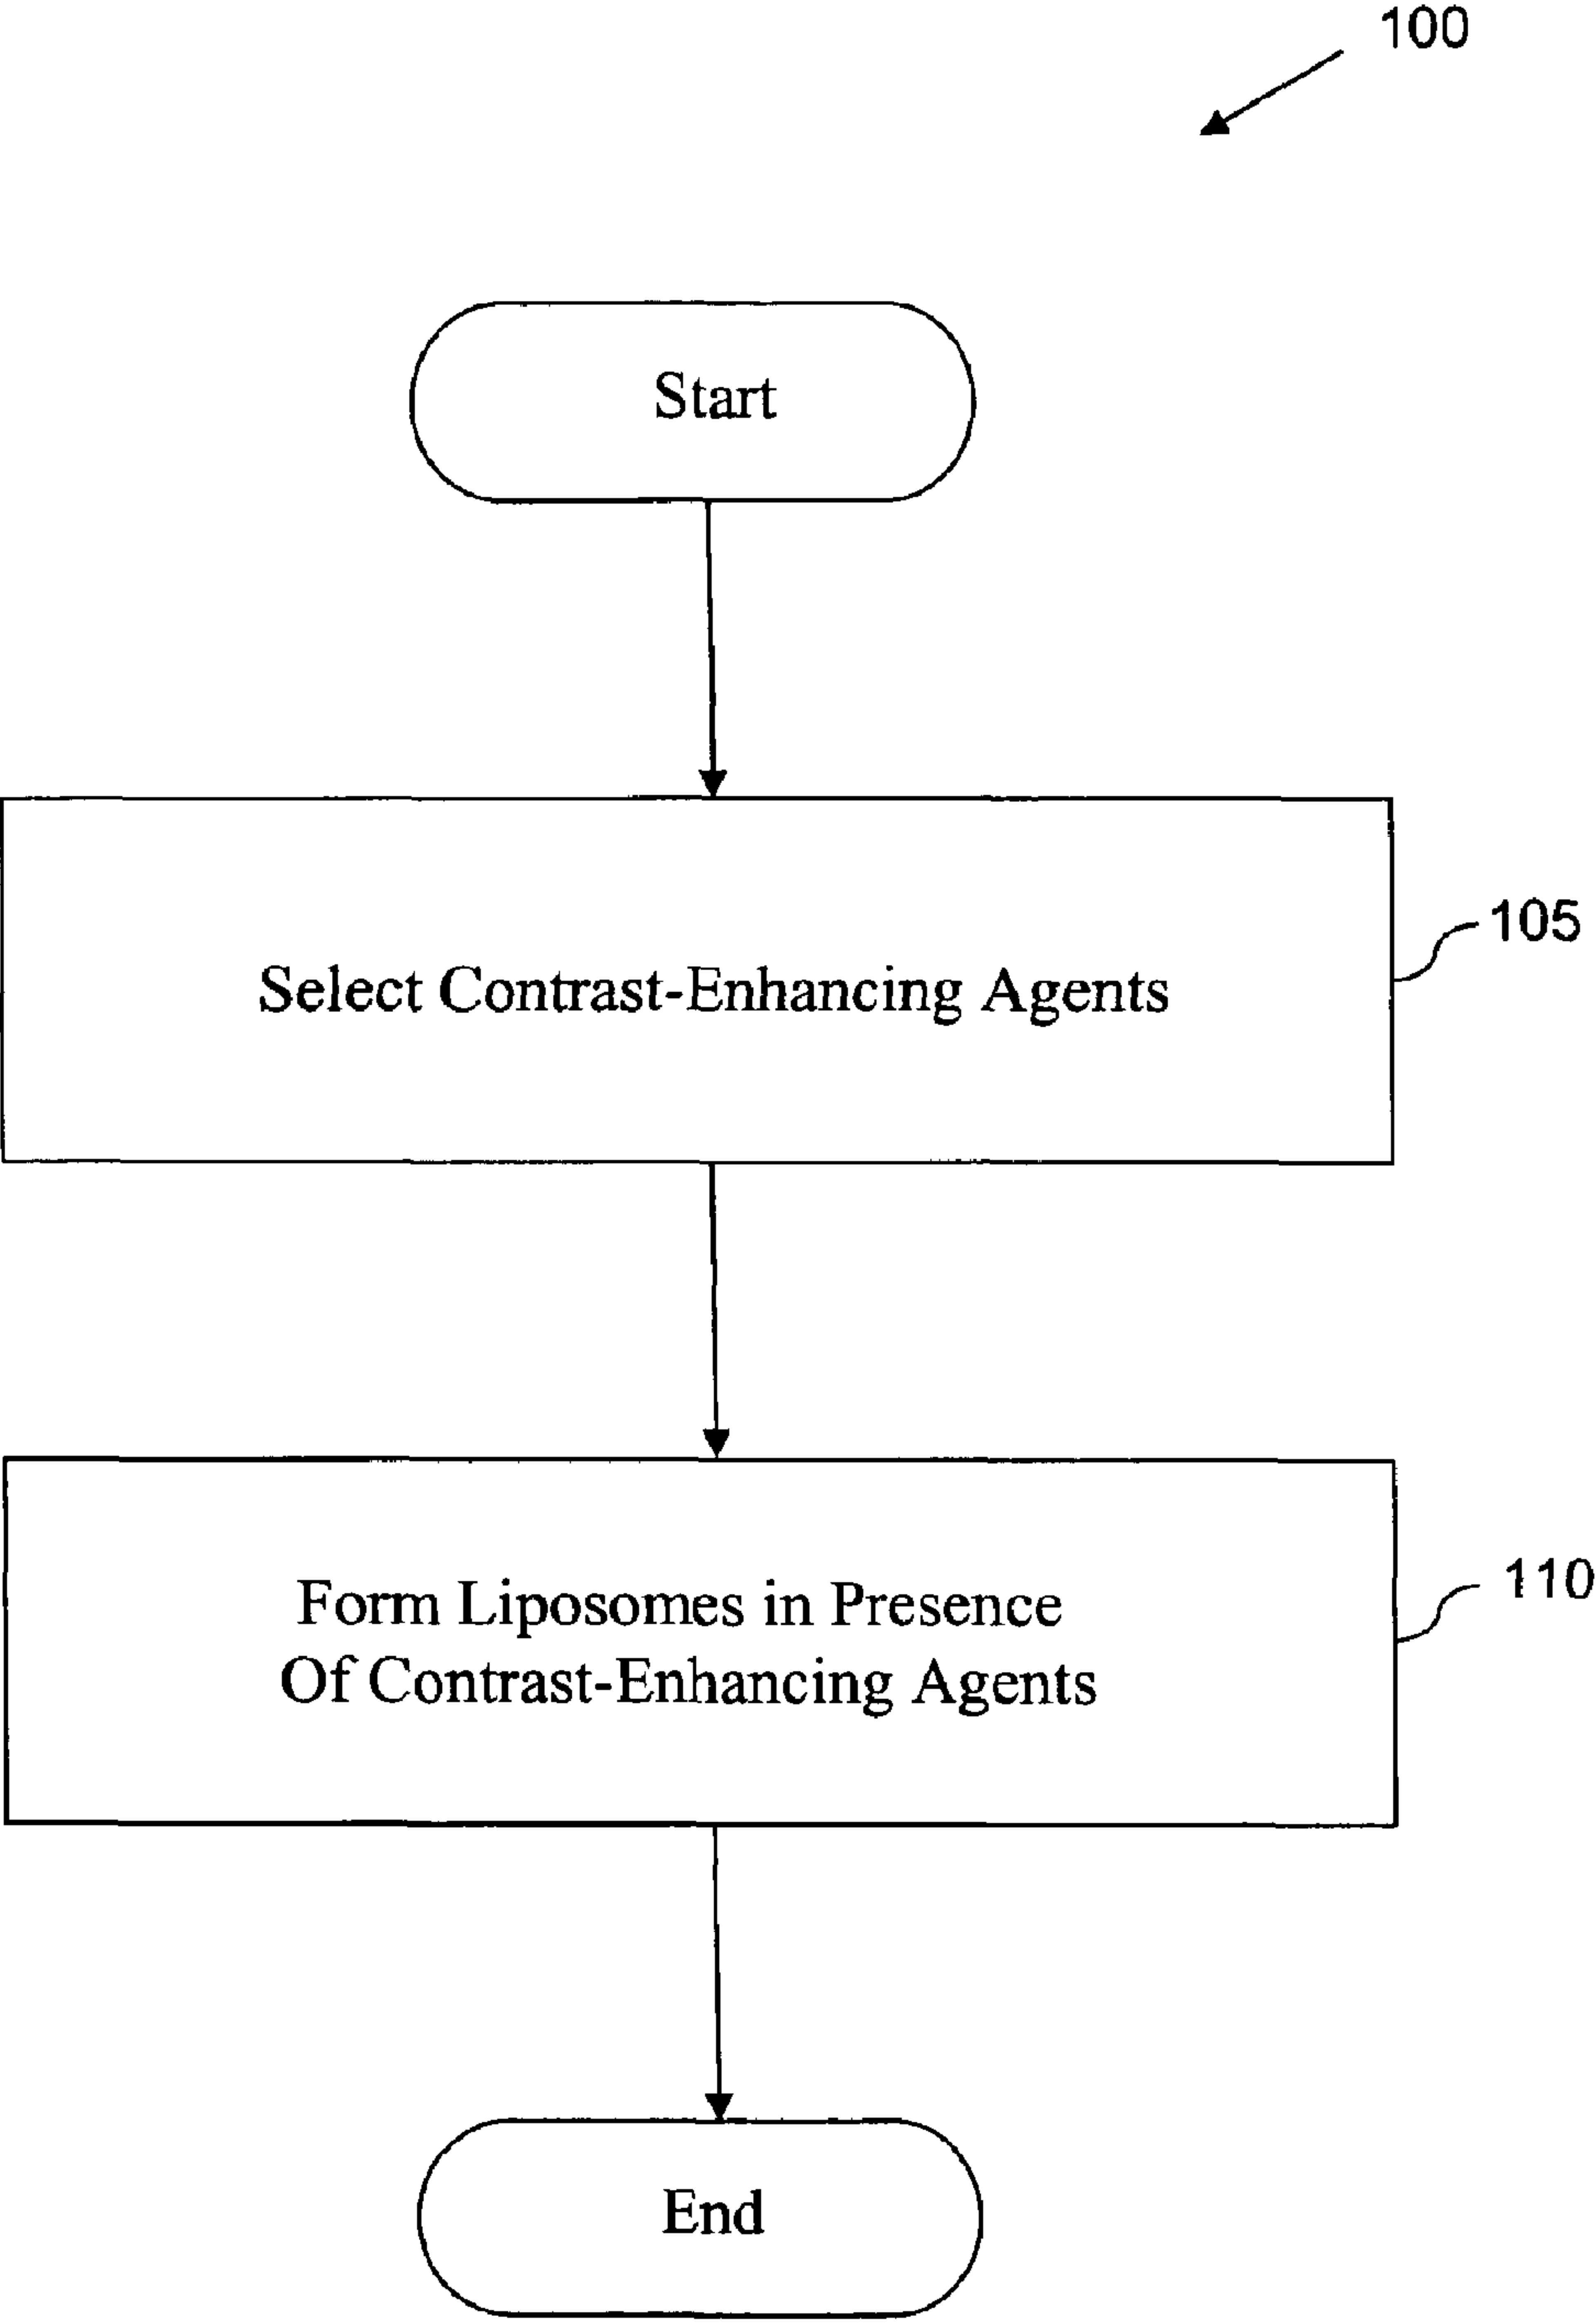 100
Start
Select Contrast-Enhancing Agents
105
Form Liposomes in Presence
Of Contrast-Enhancing Agents
110
End